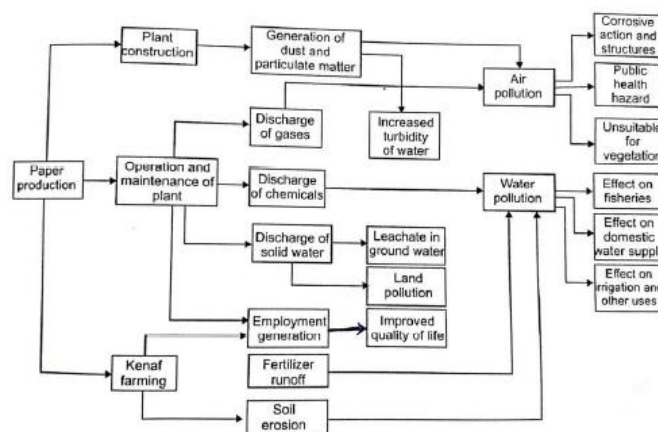 Plant
construction
Generation of
dust and
particulate matter
Corrosive
action and
structures
Air
pollution
Public
health
hazard
Discharge
of gases
Increased
turbidity
of water
Unsuitable
for
vegetation
Paper
production
Operation and
maintenance of
plant
Discharge
of chemicals
Water
pollution
Effect on
fisheries
Discharge of
solid water
Leachate in
ground water
Effect on
domestic
water suppl
Land
pollution
Effect on
irrigation and
other uses
Employment
generation
Improved
quality of life
Kenaf
farming
Fertilizer
runoff
Soil
erosion